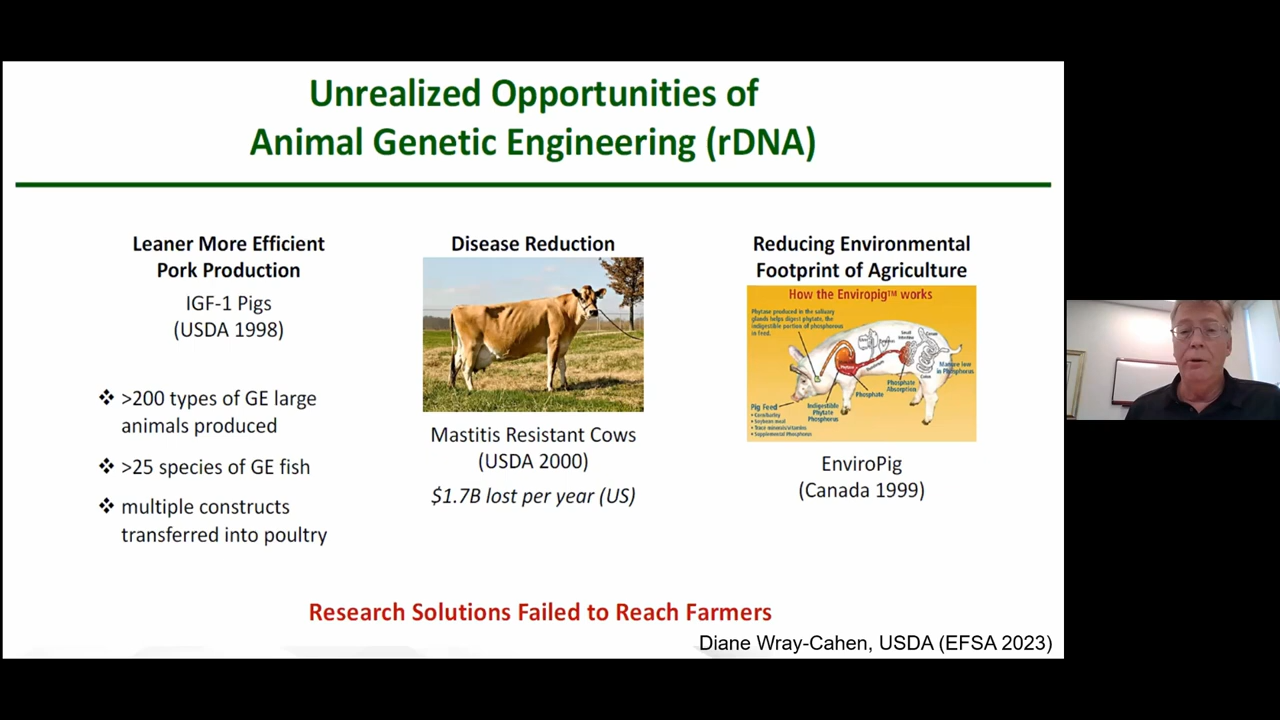 Unrealized Opportunities of
Animal Genetic Engineering (rDNA)
Leaner More Efficient
Pork Production
IGF-1 Pigs
(USDA 1998)
❖ >200 types of GE large
animals produced
❖ >25 species of GE fish
❖ multiple constructs
transferred into poultry
Disease Reduction
Mastitis Resistant Cows
(USDA 2000)
$1.7B lost per year (US)
Reducing Environmental
Footprint of Agriculture
How the Enviropig™ works
Phytase produced in the salivary
glands helps digest phytate, the
indigestible portion of phosphorus
in feed.
Small
Intestine
Colon
Manure low
in Phosphorus
Phosphate
Absorption
Phosphate
Indigestible
Phytate
Phosphorus
Pig Feed
• Corn/barley
• Soybean meal
• Trace minerals/vitamins
• Supplemental Phosphorus
EnviroPig
(Canada 1999)
Research Solutions Failed to Reach Farmers
Diane Wray-Cahen, USDA (EFSA 2023)